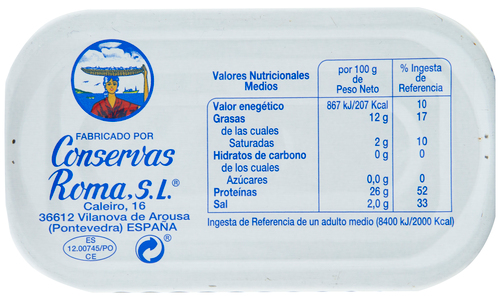 FABRICADO POR
Conservas
Roma, S.L.®
Caleiro, 16
36612 Vilanova de Arousa
(Pontevedra) ESPAÑA
ES
12.00745/PO
CE
Valores Nutricionales Medios
por 100 g de Peso Neto
% Ingesta de Referencia
Valor enegético 867 kJ/207 Kcal 10
Grasas 12 g 17
de las cuales
Saturadas 2 g 10
Hidratos de carbono 0 g 0
de los cuales
Azúcares 0,0 g 0
Proteínas 26 g 52
Sal 2,0 g 33
Ingesta de Referencia de un adulto medio (8400 kJ/2000 Kcal)